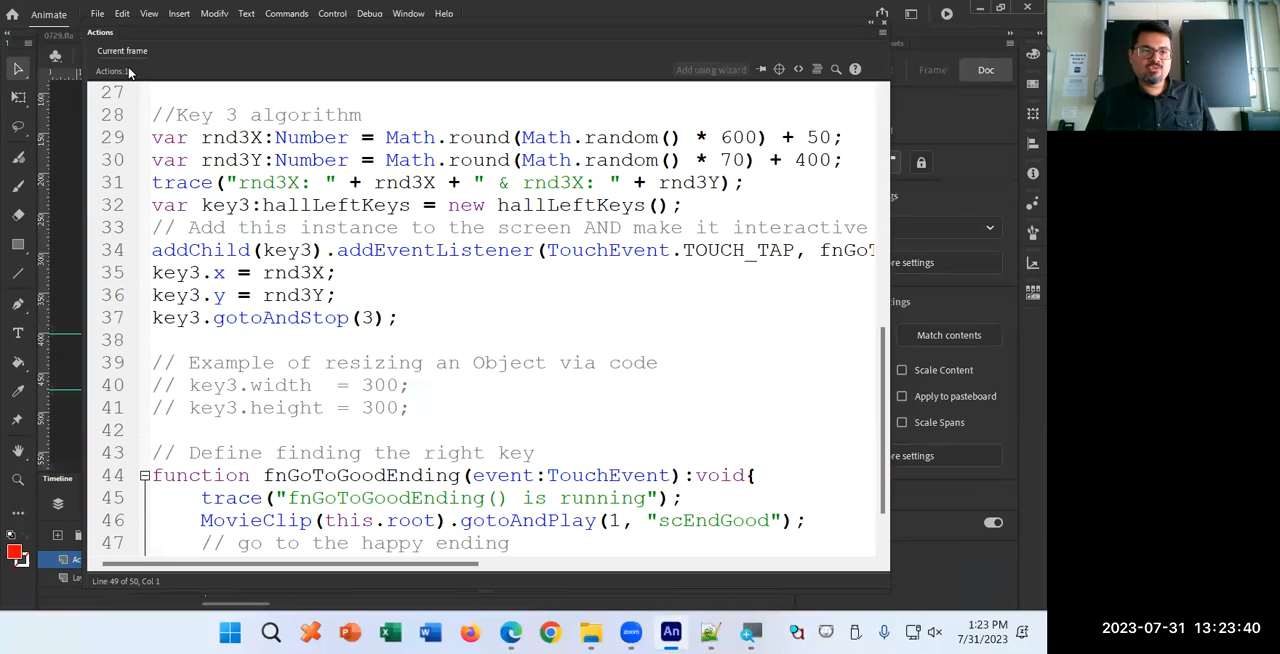 Animate File Edit View Insert Modify Text Commands Control Debug Window Help
0729.fla
Actions
Current frame
Actions:1
Add using wizard
Frame Doc
27
28 //Key 3 algorithm
29 var rnd3X:Number = Math.round(Math.random() * 600) + 50;
30 var rnd3Y:Number = Math.round(Math.random() * 70) + 400;
31 trace("rnd3X: " + rnd3X + " & rnd3X: " + rnd3Y);
32 var key3:hallLeftKeys = new hallLeftKeys();
33 // Add this instance to the screen AND make it interactive
34 addChild(key3).addEventListener(TouchEvent.TOUCH_TAP, fnGoT
35 key3.x = rnd3X;
36 key3.y = rnd3Y;
37 key3.gotoAndStop(3);
38
39 // Example of resizing an Object via code
40 // key3.width = 300;
41 // key3.height = 300;
42
43 // Define finding the right key
44 function fnGoToGoodEnding(event:TouchEvent):void{
45 trace("fnGoToGoodEnding() is running");
46 MovieClip(this.root).gotoAndPlay(1, "scEndGood");
47 // go to the happy ending
Line 49 of 50, Col 1
Match contents
Scale Content
Apply to pasteboard
Scale Spans
Timeline
1:23 PM
7/31/2023
2023-07-31 13:23:40